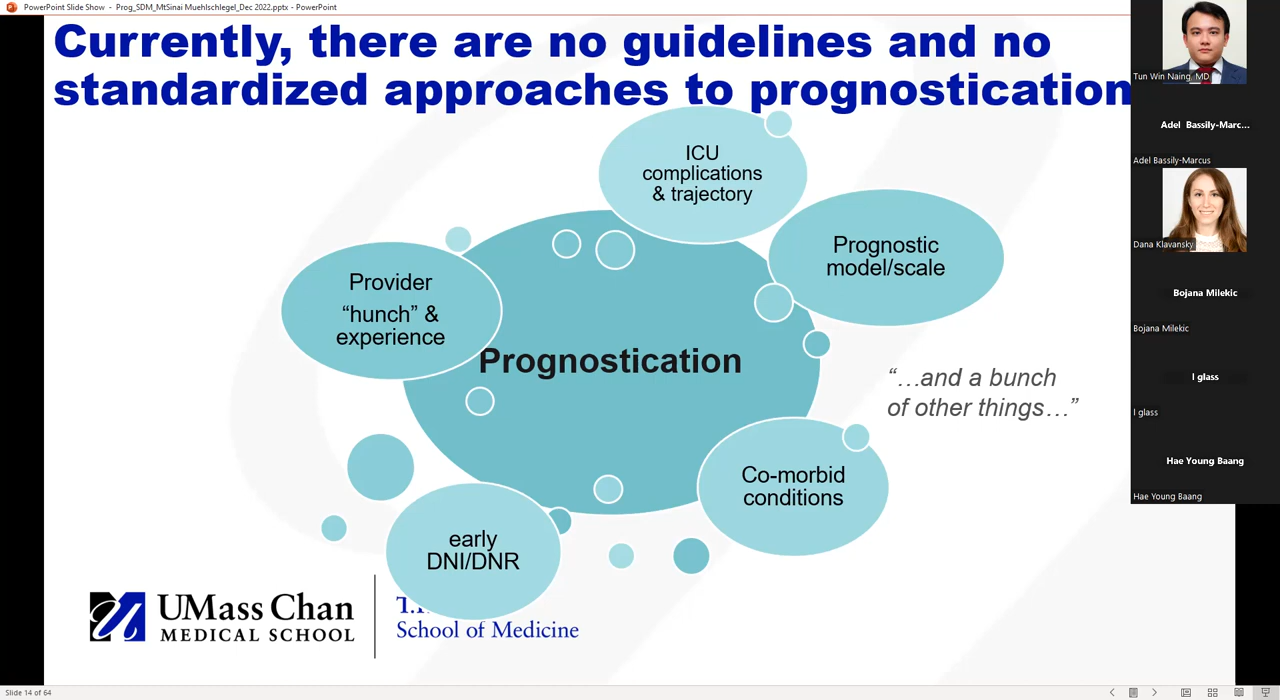 PowerPoint Slide Show - Prog_SDM_MtSinai Muehlschlegel_Dec 2022.pptx - PowerPoint
Currently, there are no guidelines and no
standardized approaches to prognostication
ICU
complications
& trajectory
Prognostic
model/scale
Provider
“hunch” &
experience
Prognostication
“…and a bunch
of other things…”
Co-morbid
conditions
early
DNI/DNR
UMass Chan
MEDICAL SCHOOL
School of Medicine
Tun Win Naing, MD
Adel Bassily-Marc...
Adel Bassily-Marcus
Dana Klavansky
Bojana Milekic
Bojana Milekic
I glass
I glass
Hae Young Baang
Hae Young Baang
Slide 14 of 64